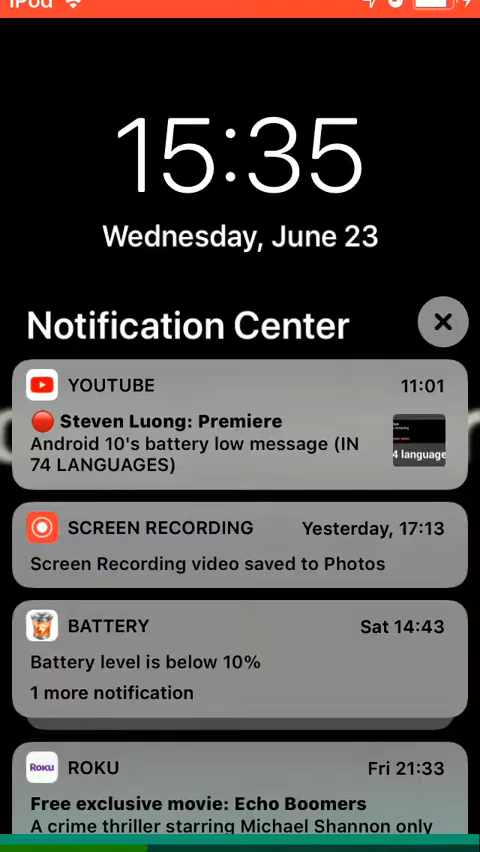 iPod
15:35
Wednesday, June 23
Notification Center
YOUTUBE 11:01
🔴 Steven Luong: Premiere
Android 10's battery low message (IN
74 LANGUAGES)
4 language
SCREEN RECORDING Yesterday, 17:13
Screen Recording video saved to Photos
BATTERY Sat 14:43
Battery level is below 10%
1 more notification
Roku ROKU Fri 21:33
Free exclusive movie: Echo Boomers
A crime thriller starring Michael Shannon only